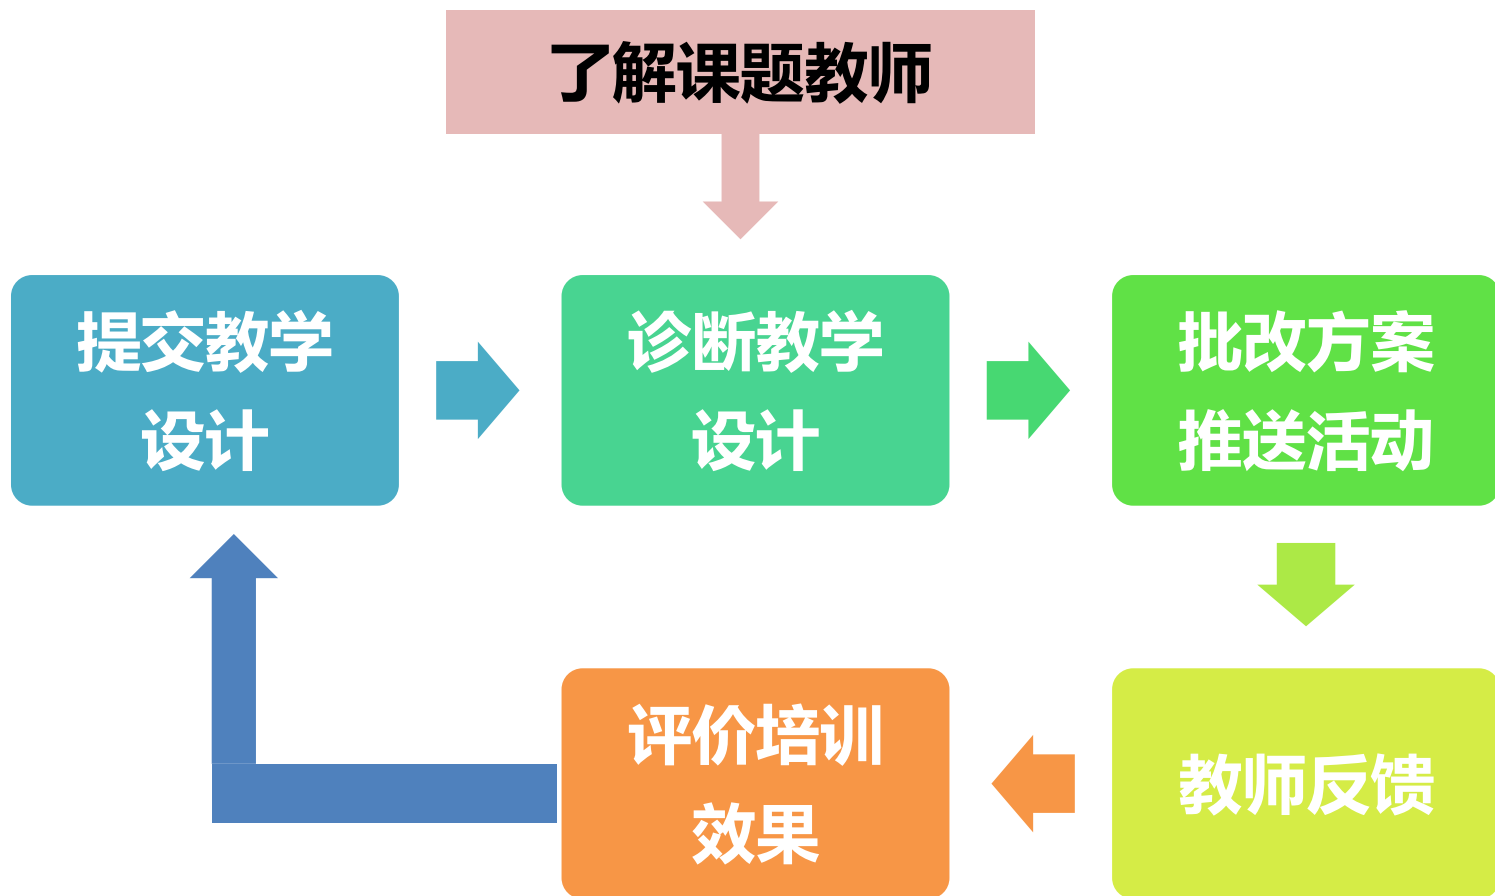 了解课题教师
提交教学
设计
诊断教学
设计
批改方案
推送活动
评价培训
效果
教师反馈